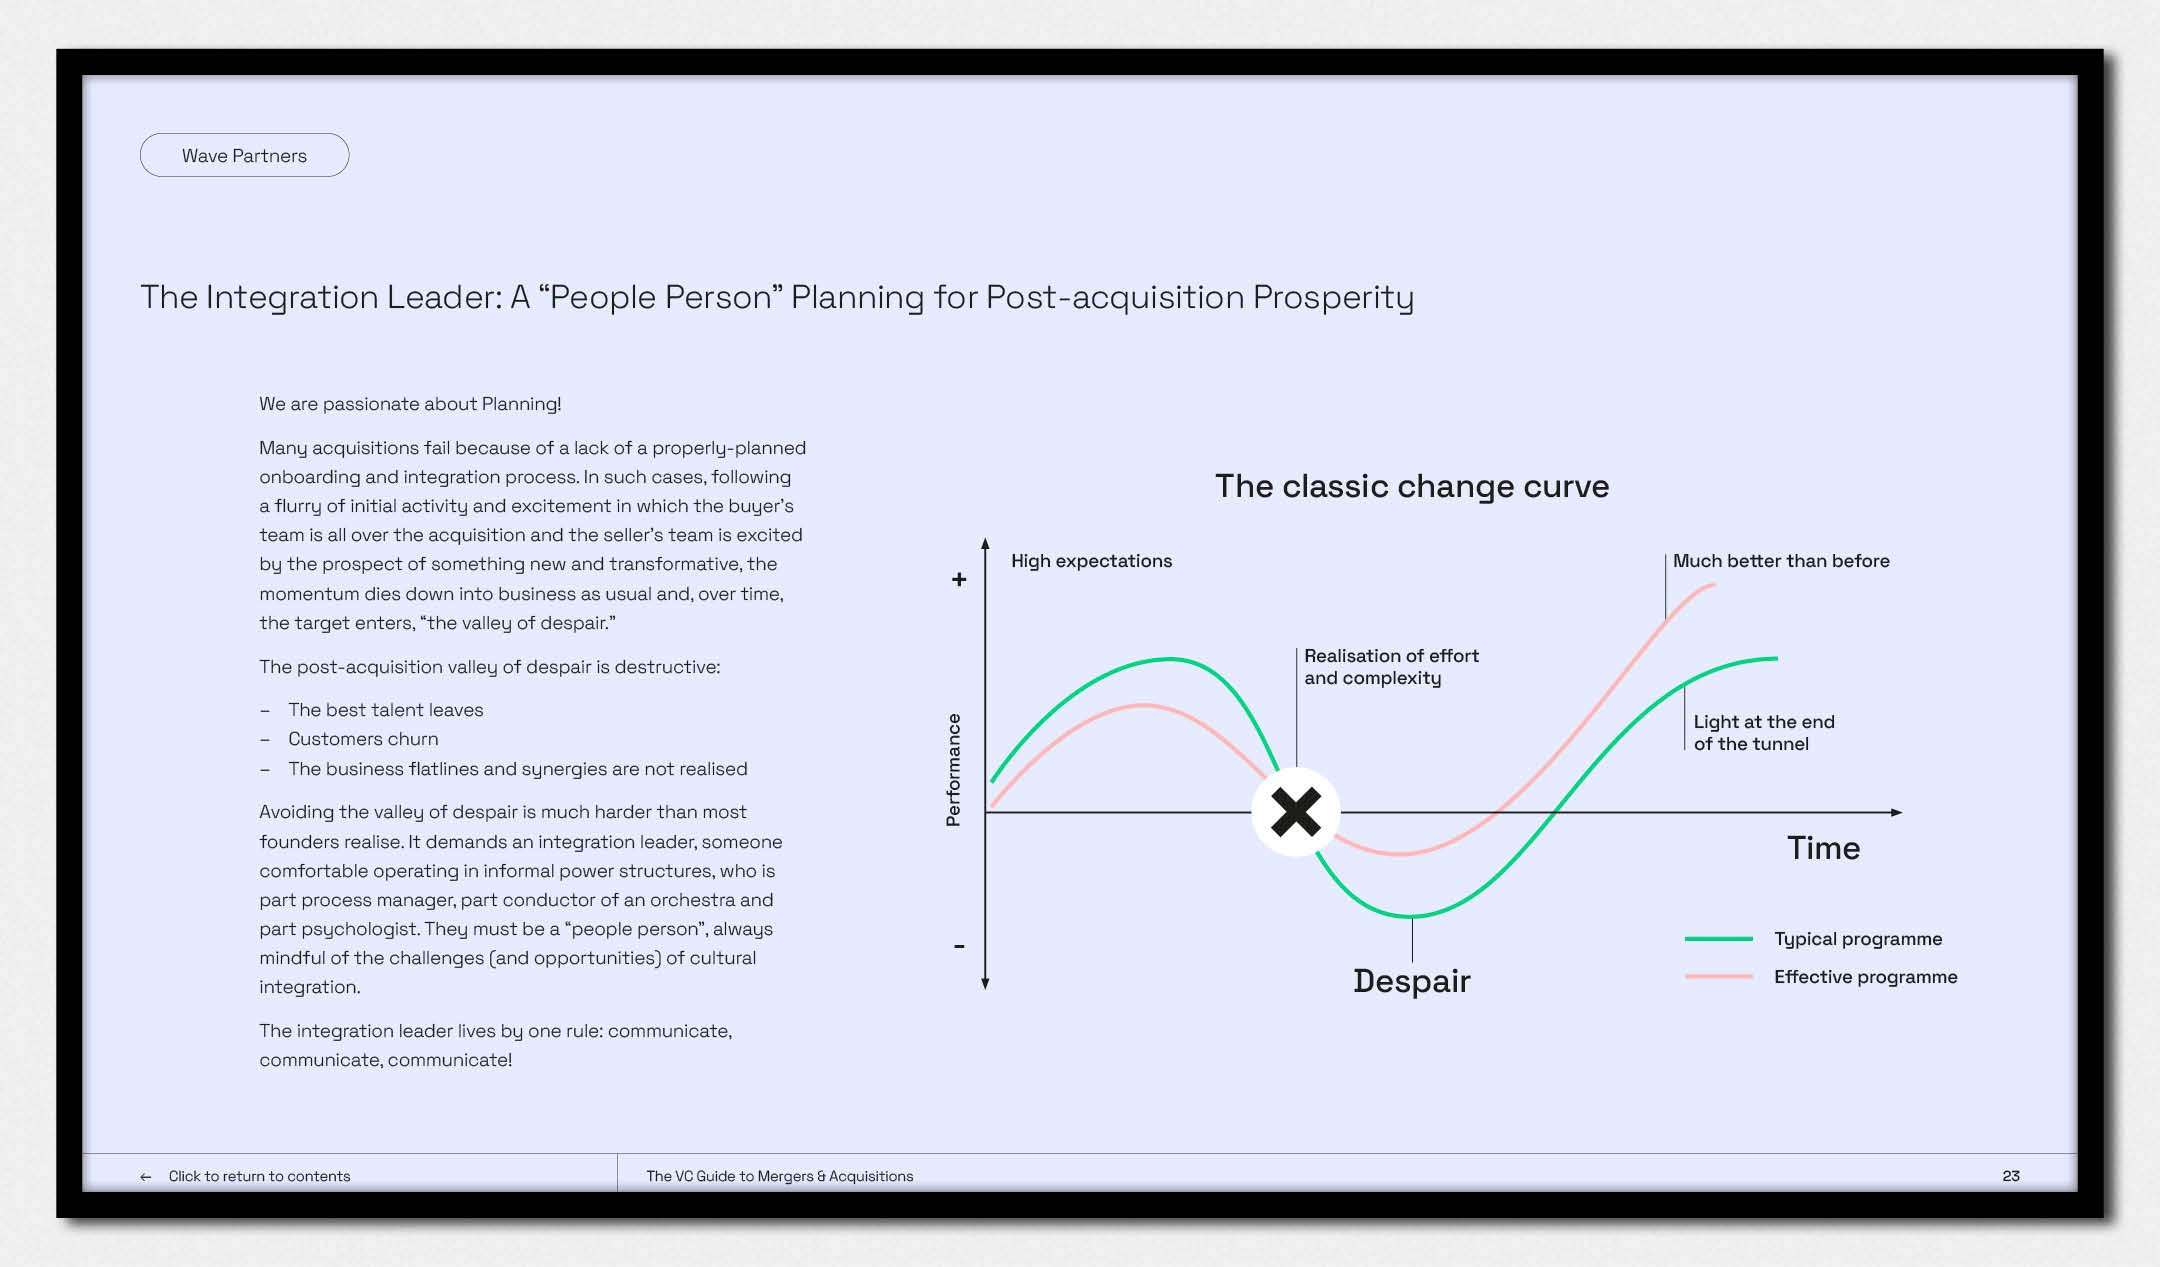 Wave Partners
The Integration Leader: A “People Person” Planning for Post-acquisition Prosperity
We are passionate about Planning!
Many acquisitions fail because of a lack of a properly-planned
onboarding and integration process. In such cases, following
a flurry of initial activity and excitement in which the buyer’s
team is all over the acquisition and the seller’s team is excited
by the prospect of something new and transformative, the
momentum dies down into business as usual and, over time,
the target enters, “the valley of despair.”
The post-acquisition valley of despair is destructive:
– The best talent leaves
– Customers churn
– The business flatlines and synergies are not realised
Avoiding the valley of despair is much harder than most
founders realise. It demands an integration leader, someone
comfortable operating in informal power structures, who is
part process manager, part conductor of an orchestra and
part psychologist. They must be a “people person”, always
mindful of the challenges (and opportunities) of cultural
integration.
The integration leader lives by one rule: communicate,
communicate, communicate!
The classic change curve
High expectations
Much better than before
+
Realisation of effort
and complexity
Light at the end
of the tunnel
Performance
Time
-
Despair
Typical programme
Effective programme
← Click to return to contents
The VC Guide to Mergers & Acquisitions
23